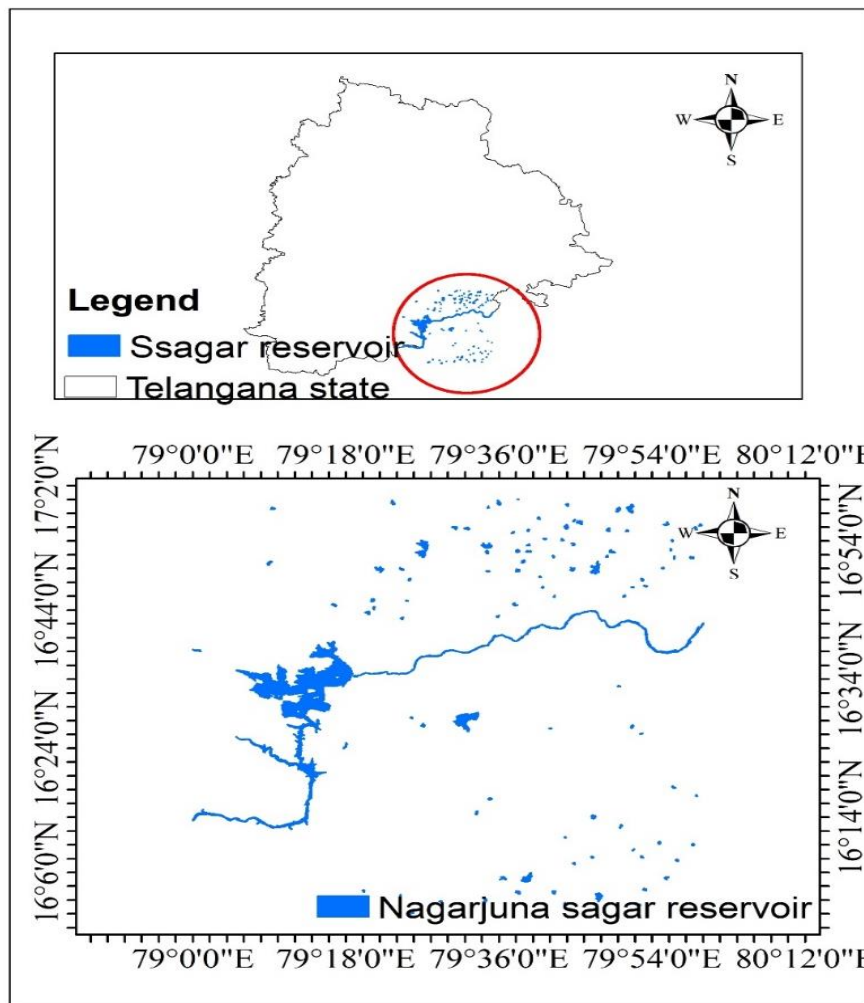 N
W E
S
Legend
Ssagar reservoir
Telangana state
79°0'0"E 79°18'0"E 79°36'0"E 79°54'0"E 80°12'0"E
17°2'0"N
16°44'0"N
16°24'0"N
16°6'0"N
N
W E
S
16°54'0"N
16°34'0"N
16°14'0"N
Nagarjuna sagar reservoir
79°0'0"E 79°18'0"E 79°36'0"E 79°54'0"E 80°12'0"E